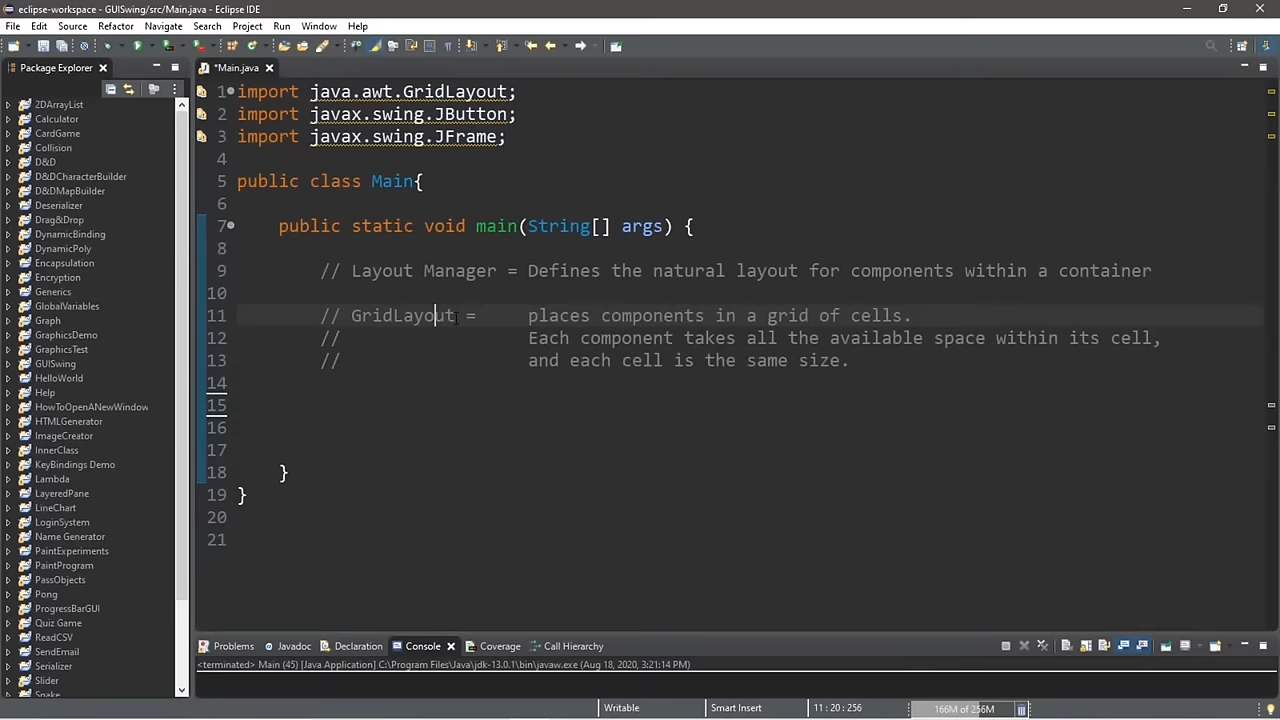 eclipse-workspace - GUISwing/src/Main.java - Eclipse IDE
File Edit Source Refactor Navigate Search Project Run Window Help
Package Explorer
*Main.java
2DArrayList
Calculator
CardGame
Collision
D&D
D&DCharacterBuilder
D&DMapBuilder
Deserializer
Drag&Drop
DynamicBinding
DynamicPoly
Encapsulation
Encryption
Generics
GlobalVariables
Graph
GraphicsDemo
GraphicsTest
GUISwing
HelloWorld
Help
HowToOpenANewWindow
HTMLGenerator
ImageCreator
InnerClass
KeyBindings Demo
Lambda
LayeredPane
LineChart
LoginSystem
Name Generator
PaintExperiments
PaintProgram
PassObjects
Pong
ProgressBarGUI
Quiz Game
ReadCSV
SendEmail
Serializer
Slider
Snake
1 import java.awt.GridLayout;
2 import javax.swing.JButton;
3 import javax.swing.JFrame;
4
5 public class Main{
6
7 public static void main(String[] args) {
8
9 // Layout Manager = Defines the natural layout for components within a container
10
11 // GridLayout = places components in a grid of cells.
12 // Each component takes all the available space within its cell,
13 // and each cell is the same size.
14
15
16
17
18 }
19 }
20
21
Problems Javadoc Declaration Console Coverage Call Hierarchy
<terminated> Main (45) [Java Application] C:\Program Files\Java\jdk-13.0.1\bin\javaw.exe (Aug 18, 2020, 3:21:14 PM)
Writable Smart Insert 11 : 20 : 256 166M of 256M